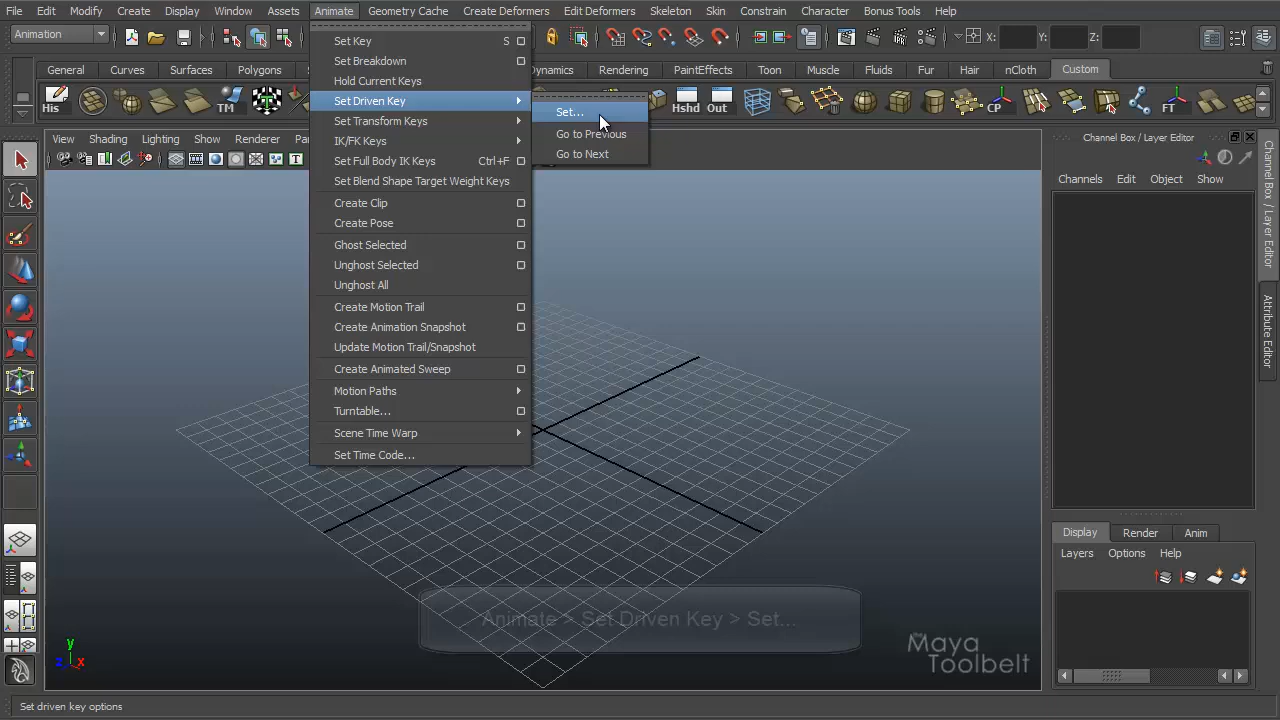 File Edit Modify Create Display Window Assets Animate Geometry Cache Create Deformers Edit Deformers Skeleton Skin Constrain Character Bonus Tools Help
Animation X: Y: Z:
General Curves Surfaces Polygons Dynamics Rendering PaintEffects Toon Muscle Fluids Fur Hair nCloth Custom
His TM Hshd Out CP FT
View Shading Lighting Show Renderer
Set Key S
Set Breakdown
Hold Current Keys
Set Driven Key
Set Transform Keys
IK/FK Keys
Set Full Body IK Keys Ctrl+F
Set Blend Shape Target Weight Keys
Create Clip
Create Pose
Ghost Selected
Unghost Selected
Unghost All
Create Motion Trail
Create Animation Snapshot
Update Motion Trail/Snapshot
Create Animated Sweep
Motion Paths
Turntable...
Scene Time Warp
Set Time Code...
Set...
Go to Previous
Go to Next
Channel Box / Layer Editor
Channels Edit Object Show
Channel Box / Layer Editor
Attribute Editor
Display Render Anim
Layers Options Help
Animate > Set Driven Key > Set...
Maya
Toolbelt
y
z x
Set driven key options